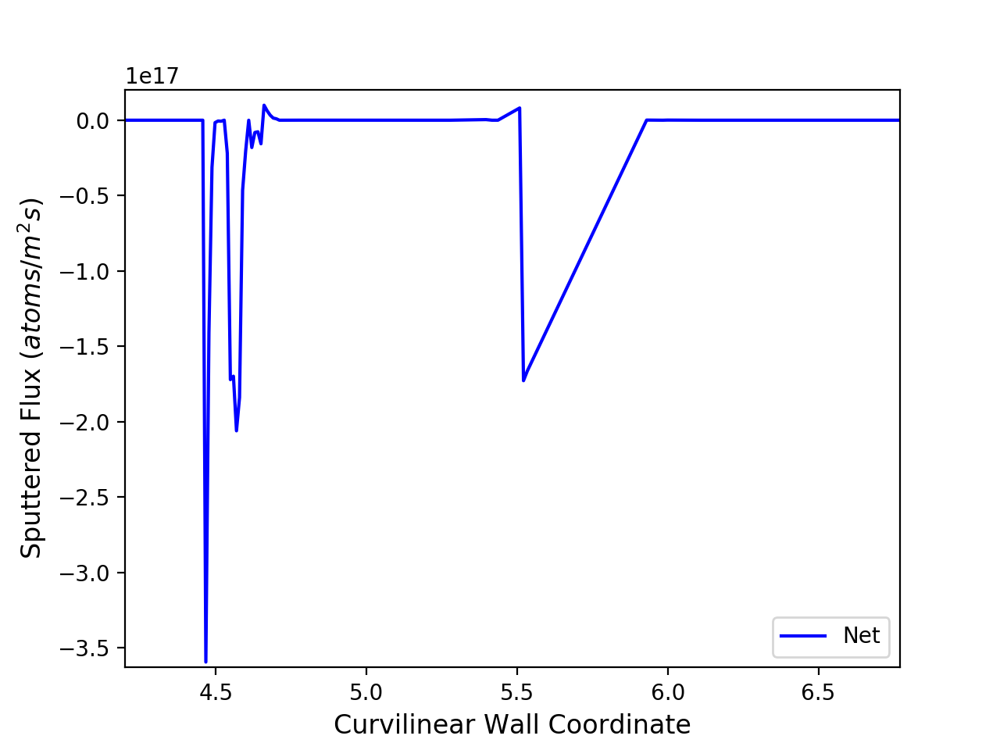 1e17
0.0
−0.5
−1.0
−1.5
−2.0
−2.5
−3.0
−3.5
Sputtered Flux (atoms/m²s)
Net
4.5 5.0 5.5 6.0 6.5
Curvilinear Wall Coordinate